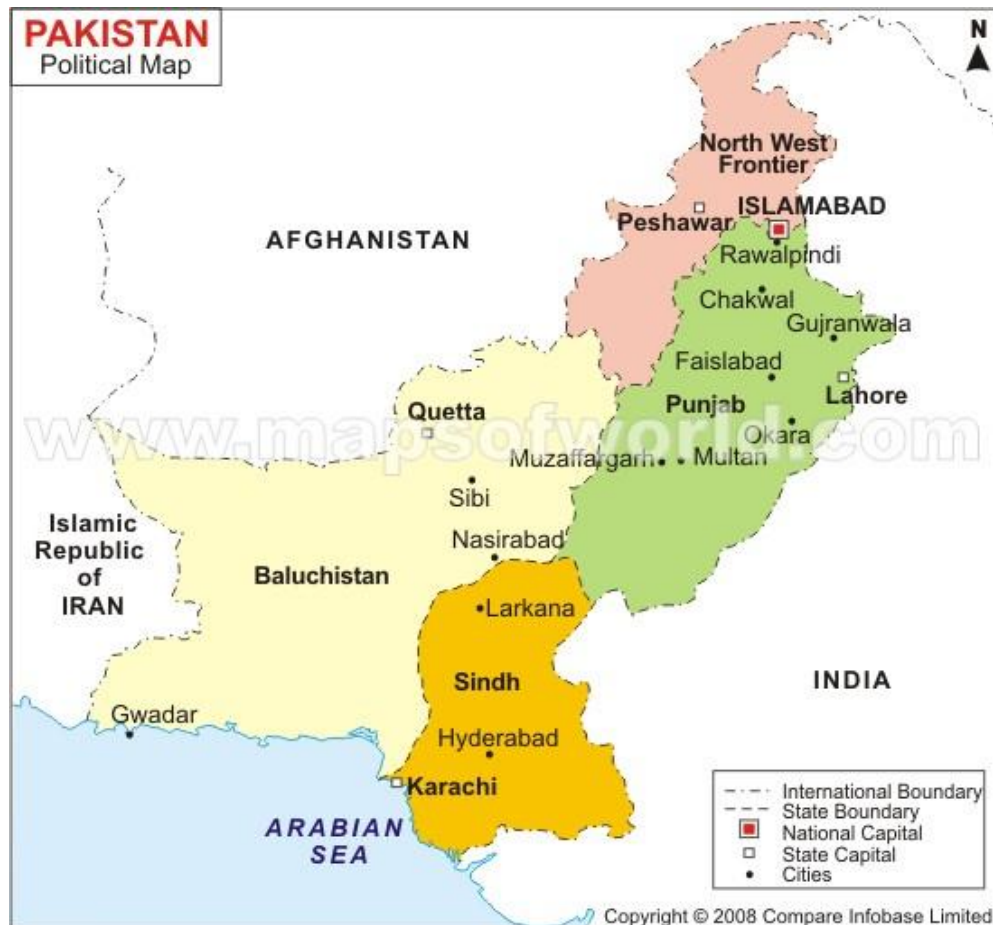 PAKISTAN
Political Map
N
North West
Frontier
ISLAMABAD
Peshawar
Rawalpindi
AFGHANISTAN
Chakwal
Gujranwala
Faislabad
Lahore
Punjab
Quetta
www.mapsofworld.com
Okara
Muzaffargarh
Multan
Sibi
Islamic
Republic
of
IRAN
Nasirabad
Baluchistan
Larkana
Sindh
INDIA
Gwadar
Hyderabad
Karachi
ARABIAN
SEA
International Boundary
State Boundary
National Capital
State Capital
Cities
Copyright © 2008 Compare Infobase Limited